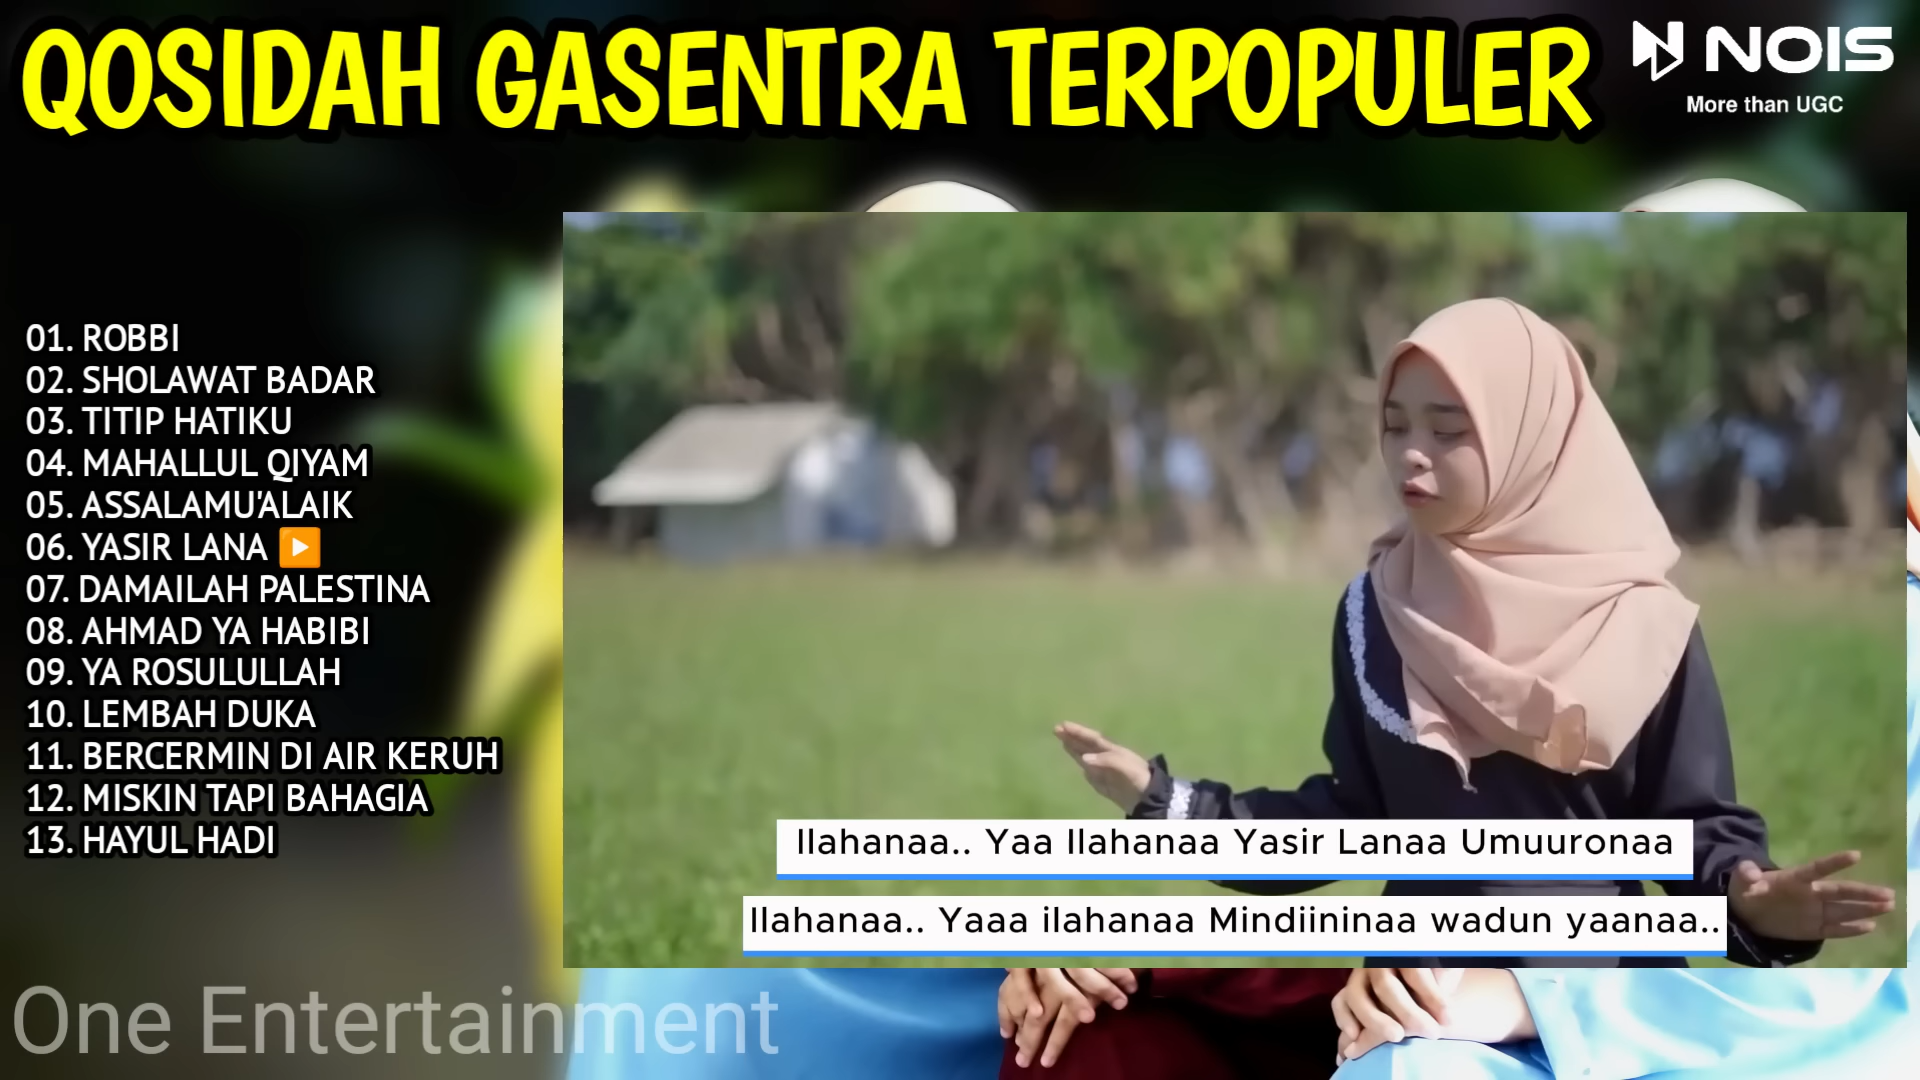 QOSIDAH GASENTRA TERPOPULER
NOIS
More than UGC
01. ROBBI
02. SHOLAWAT BADAR
03. TITIP HATIKU
04. MAHALLUL QIYAM
05. ASSALAMU'ALAIK
06. YASIR LANA ▶️
07. DAMAILAH PALESTINA
08. AHMAD YA HABIBI
09. YA ROSULULLAH
10. LEMBAH DUKA
11. BERCERMIN DI AIR KERUH
12. MISKIN TAPI BAHAGIA
13. HAYUL HADI
Ilahanaa.. Yaa Ilahanaa Yasir Lanaa Umuuronaa
Ilahanaa.. Yaaa ilahanaa Mindiininaa wadun yaanaa..
One Entertainment